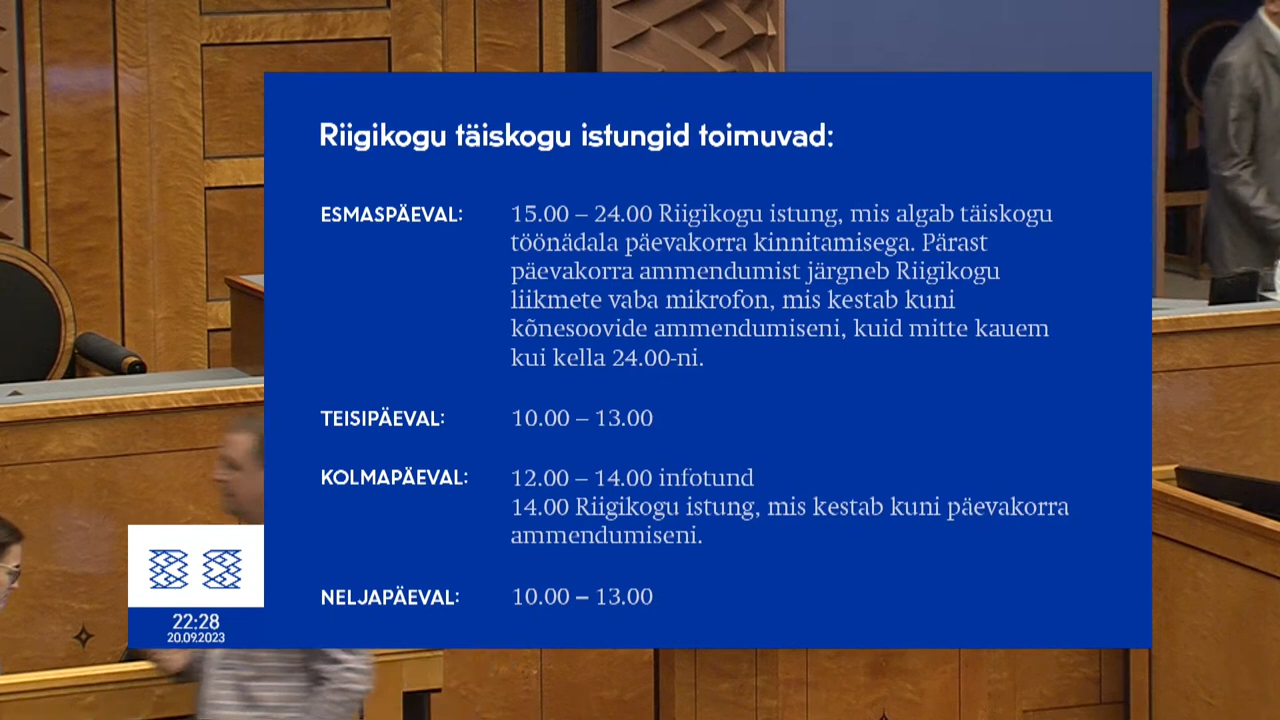 Riigikogu täiskogu istungid toimuvad:
ESMASPÄEVAL: 15.00 – 24.00 Riigikogu istung, mis algab täiskogu
töönädala päevakorra kinnitamisega. Pärast
päevakorra ammendumist järgneb Riigikogu
liikmete vaba mikrofon, mis kestab kuni
kõnesoovide ammendumiseni, kuid mitte kauem
kui kella 24.00-ni.
TEISIPÄEVAL: 10.00 – 13.00
KOLMAPÄEVAL: 12.00 – 14.00 infotund
14.00 Riigikogu istung, mis kestab kuni päevakorra
ammendumiseni.
NELJAPÄEVAL: 10.00 – 13.00
22:28
20.09.2023